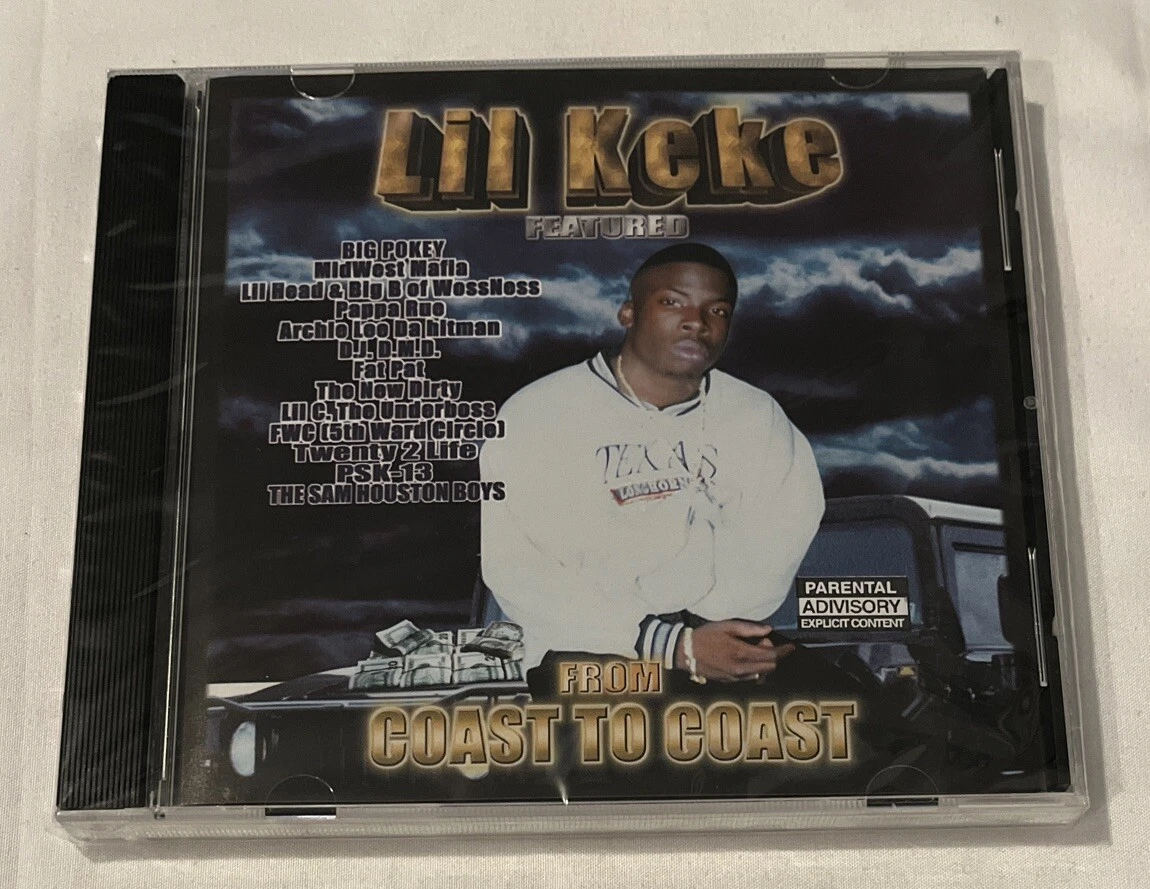 Lil Keke
FEATURED
BIG POKEY
MidWest Mafia
Lil Head & Big B of WossNess
Pappa Rue
Archie Lee Da hitman
D.J. D.M.D.
Fat Pat
The New Dirty
Lil C, The Underboss
FWC (5th Ward Circle)
Twenty 2 Life
PSK-13
THE SAM HOUSTON BOYS
TEXAS
LONGHORNS
PARENTAL
ADIVISORY
EXPLICIT CONTENT
FROM
COAST TO COAST